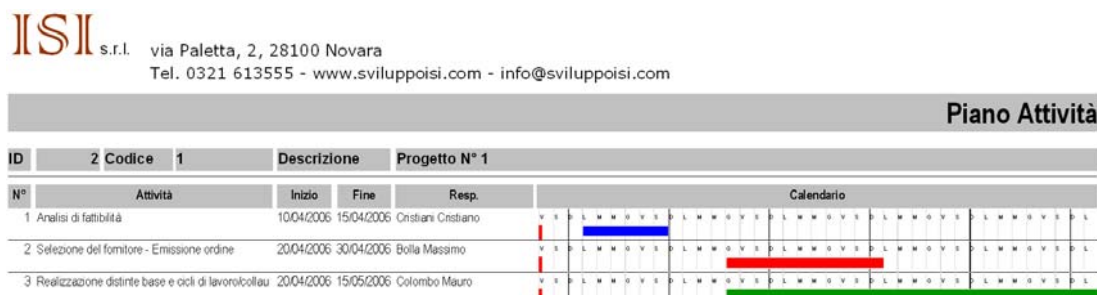 ISI s.r.l. via Paletta, 2, 28100 Novara
Tel. 0321 613555 - www.sviluppoisi.com - info@sviluppoisi.com
Piano Attività
ID 2 Codice 1 Descrizione Progetto N° 1
N° Attività Inizio Fine Resp. Calendario
1 Analisi di fattibilità 10/04/2006 15/04/2006 Cristiani Cristiano V S D L M M G V S D L M M G V S D L M M G V S D L M M G V S D L M M G V S D L
2 Selezione del fornitore - Emissione ordine 20/04/2006 30/04/2006 Bolla Massimo V S D L M M G V S D L M M G V S D L M M G V S D L M M G V S D L M M G V S D L
3 Realizzazione distinte base e cicli di lavoro/collau 20/04/2006 15/05/2006 Colombo Mauro V S D L M M G V S D L M M G V S D L M M G V S D L M M G V S D L M M G V S D L